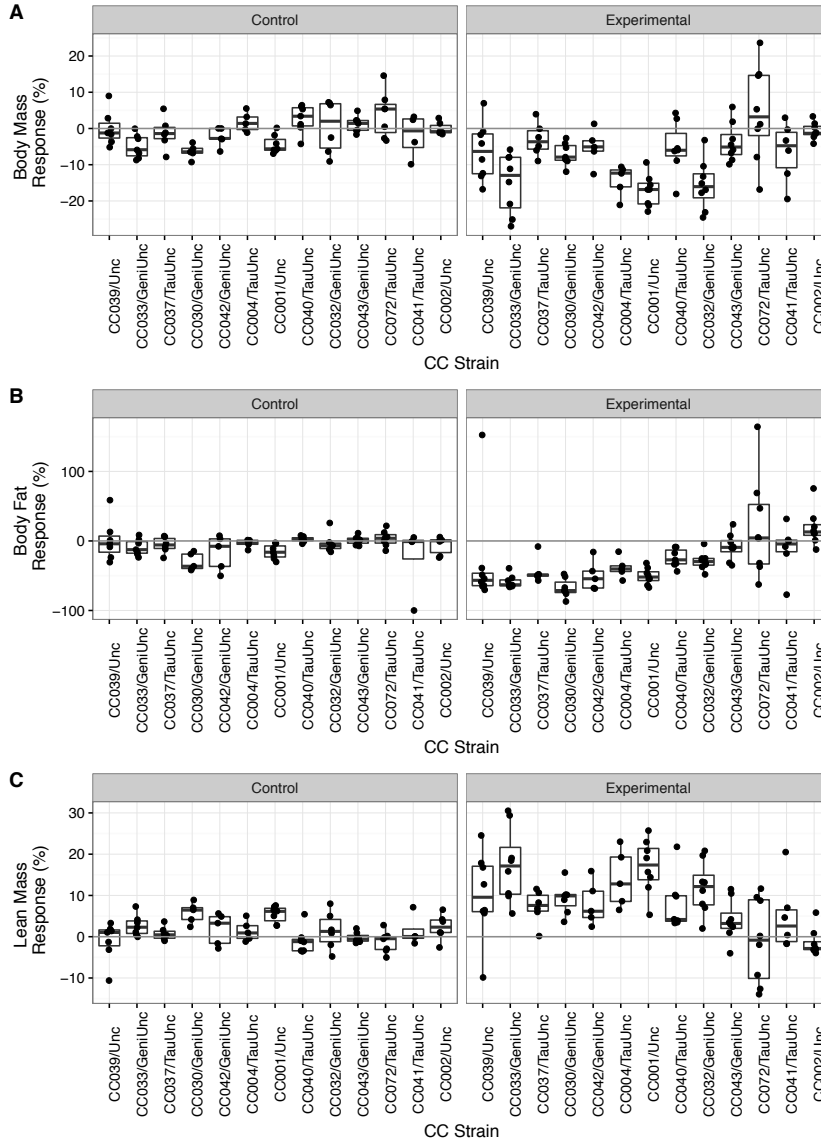 A
Control
Experimental
Body Mass
Response (%)
20
10
0
−10
−20
CC039/Unc
CC033/GeniUnc
CC037/TauUnc
CC030/GeniUnc
CC042/GeniUnc
CC004/TauUnc
CC001/Unc
CC040/TauUnc
CC032/GeniUnc
CC043/GeniUnc
CC072/TauUnc
CC041/TauUnc
CC002/Unc
CC039/Unc
CC033/GeniUnc
CC037/TauUnc
CC030/GeniUnc
CC042/GeniUnc
CC004/TauUnc
CC001/Unc
CC040/TauUnc
CC032/GeniUnc
CC043/GeniUnc
CC072/TauUnc
CC041/TauUnc
CC002/Unc
CC Strain
B
Control
Experimental
Body Fat
Response (%)
100
0
−100
CC039/Unc
CC033/GeniUnc
CC037/TauUnc
CC030/GeniUnc
CC042/GeniUnc
CC004/TauUnc
CC001/Unc
CC040/TauUnc
CC032/GeniUnc
CC043/GeniUnc
CC072/TauUnc
CC041/TauUnc
CC002/Unc
CC039/Unc
CC033/GeniUnc
CC037/TauUnc
CC030/GeniUnc
CC042/GeniUnc
CC004/TauUnc
CC001/Unc
CC040/TauUnc
CC032/GeniUnc
CC043/GeniUnc
CC072/TauUnc
CC041/TauUnc
CC002/Unc
CC Strain
C
Control
Experimental
Lean Mass
Response (%)
30
20
10
0
−10
CC039/Unc
CC033/GeniUnc
CC037/TauUnc
CC030/GeniUnc
CC042/GeniUnc
CC004/TauUnc
CC001/Unc
CC040/TauUnc
CC032/GeniUnc
CC043/GeniUnc
CC072/TauUnc
CC041/TauUnc
CC002/Unc
CC039/Unc
CC033/GeniUnc
CC037/TauUnc
CC030/GeniUnc
CC042/GeniUnc
CC004/TauUnc
CC001/Unc
CC040/TauUnc
CC032/GeniUnc
CC043/GeniUnc
CC072/TauUnc
CC041/TauUnc
CC002/Unc
CC Strain